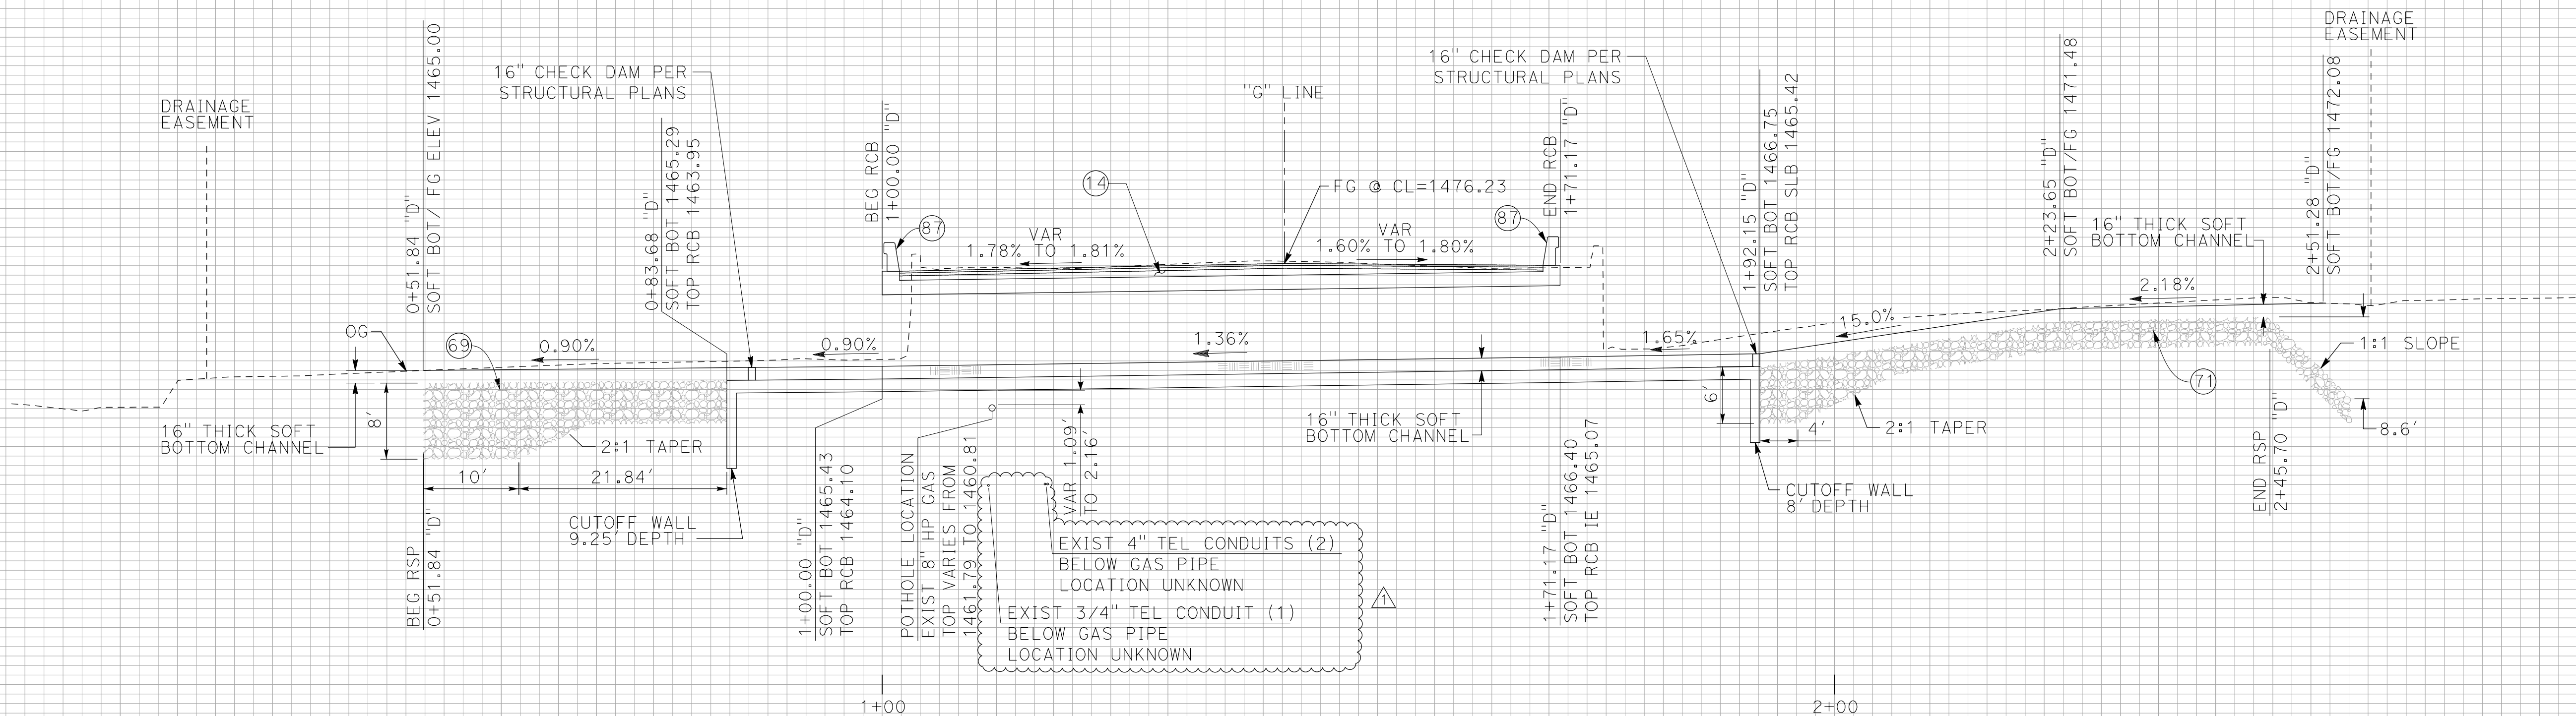 DRAINAGE
EASEMENT
0+51.84 "D"
SOFT BOT/ FG ELEV 1465.00
16" CHECK DAM PER
STRUCTURAL PLANS
0+83.68 "D"
SOFT BOT 1465.29
TOP RCB 1463.95
BEG RCB
1+00.00 "D"
87
VAR
1.78% TO 1.81%
14
"G" LINE
FG @ CL=1476.23
VAR
1.60% TO 1.80%
87
END RCB
1+71.17 "D"
16" CHECK DAM PER
STRUCTURAL PLANS
1+92.15 "D"
SOFT BOT 1466.75
TOP RCB SLB 1465.42
2+23.65 "D"
SOFT BOT/FG 1471.48
16" THICK SOFT
BOTTOM CHANNEL
2+51.28 "D"
SOFT BOT/FG 1472.08
DRAINAGE
EASEMENT
OG
69
0.90%
0.90%
1.36%
1.65%
15.0%
2.18%
1:1 SLOPE
71
8'
16" THICK SOFT
BOTTOM CHANNEL
10'
2:1 TAPER
21.84'
CUTOFF WALL
9.25' DEPTH
BEG RSP
0+51.84 "D"
1+00.00 "D"
SOFT BOT 1465.43
TOP RCB 1464.10
POTHOLE LOCATION
EXIST 8" HP GAS
TOP VARIES FROM
1461.79 TO 1460.81
VAR 1.09'
TO 2.16'
EXIST 4" TEL CONDUITS (2)
BELOW GAS PIPE
LOCATION UNKNOWN
EXIST 3/4" TEL CONDUIT (1)
BELOW GAS PIPE
LOCATION UNKNOWN
1
16" THICK SOFT
BOTTOM CHANNEL
1+71.17 "D"
SOFT BOT 1466.40
TOP RCB IE 1465.07
6'
4'
2:1 TAPER
CUTOFF WALL
8' DEPTH
END RSP
2+45.70 "D"
8.6'
1+00
2+00